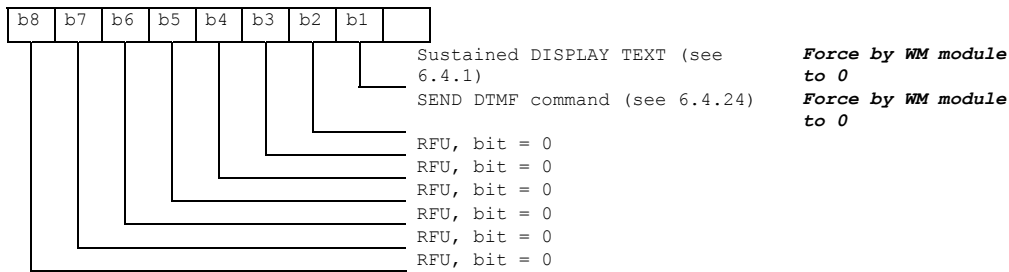 b8 b7 b6 b5 b4 b3 b2 b1
Sustained DISPLAY TEXT (see Force by WM module
6.4.1) to 0
SEND DTMF command (see 6.4.24) Force by WM module
to 0
RFU, bit = 0
RFU, bit = 0
RFU, bit = 0
RFU, bit = 0
RFU, bit = 0
RFU, bit = 0